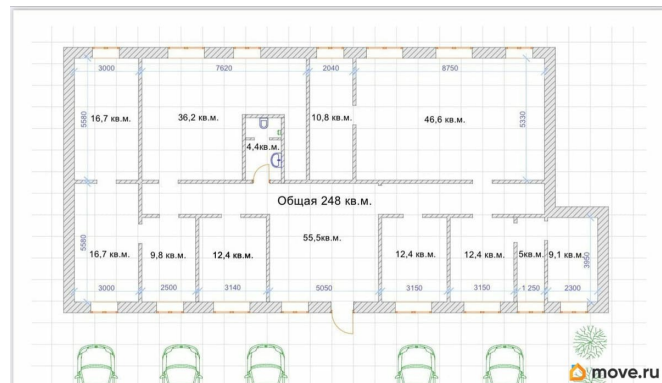 3000
7620
2040
8750
5580
16,7 кв.м.
36,2 кв.м.
10,8 кв.м.
46,6 кв.м.
5330
4,4кв.м.
Общая 248 кв.м.
55,5кв.м.
5580
16,7 кв.м.
9,8 кв.м.
12,4 кв.м.
12,4 кв.м.
12,4 кв.м.
5кв.м.
9,1 кв.м.
3950
3000
2500
3140
5050
3150
3150
1 250
2300
move.ru